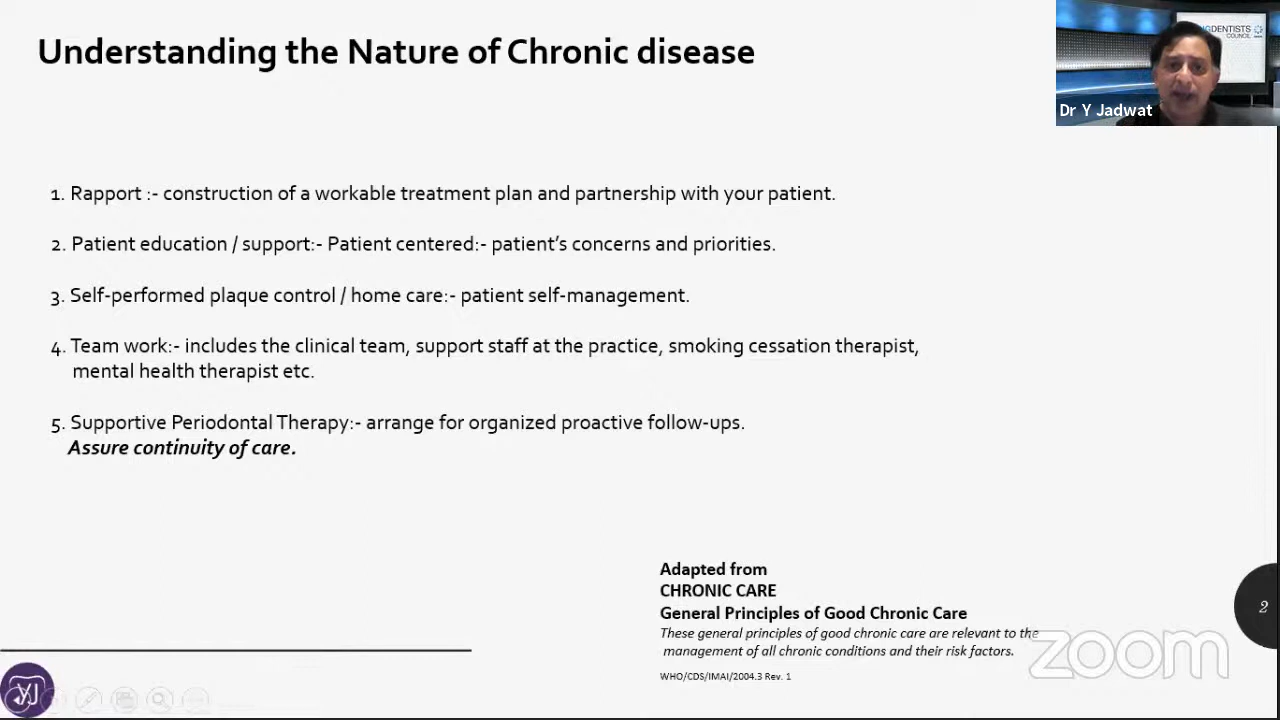 Understanding the Nature of Chronic disease
DENTISTS
COUNCIL
Dr Y Jadwat
1. Rapport :- construction of a workable treatment plan and partnership with your patient.
2. Patient education / support:- Patient centered:- patient’s concerns and priorities.
3. Self-performed plaque control / home care:- patient self-management.
4. Team work:- includes the clinical team, support staff at the practice, smoking cessation therapist,
mental health therapist etc.
5. Supportive Periodontal Therapy:- arrange for organized proactive follow-ups.
Assure continuity of care.
Adapted from
CHRONIC CARE
General Principles of Good Chronic Care
These general principles of good chronic care are relevant to the
management of all chronic conditions and their risk factors.
WHO/CDS/IMAI/2004.3 Rev. 1
2
zoom
YJ